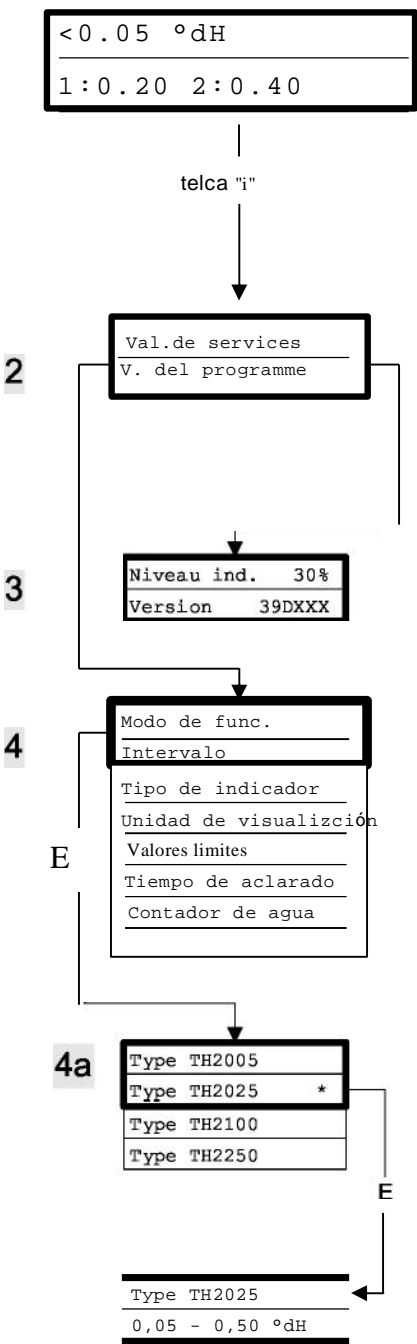 <0.05 °dH
1:0.20 2:0.40
telca "i"
2
Val.de services
V. del programme
3
Niveau ind. 30%
Version 39DXXX
4
Modo de func.
Intervalo
Tipo de indicador
Unidad de visualizción
E
Valores limites
Tiempo de aclarado
Contador de agua
4a
Type TH2005
Type TH2025 *
Type TH2100
Type TH2250
E
Type TH2025
0,05 - 0,50 °dH